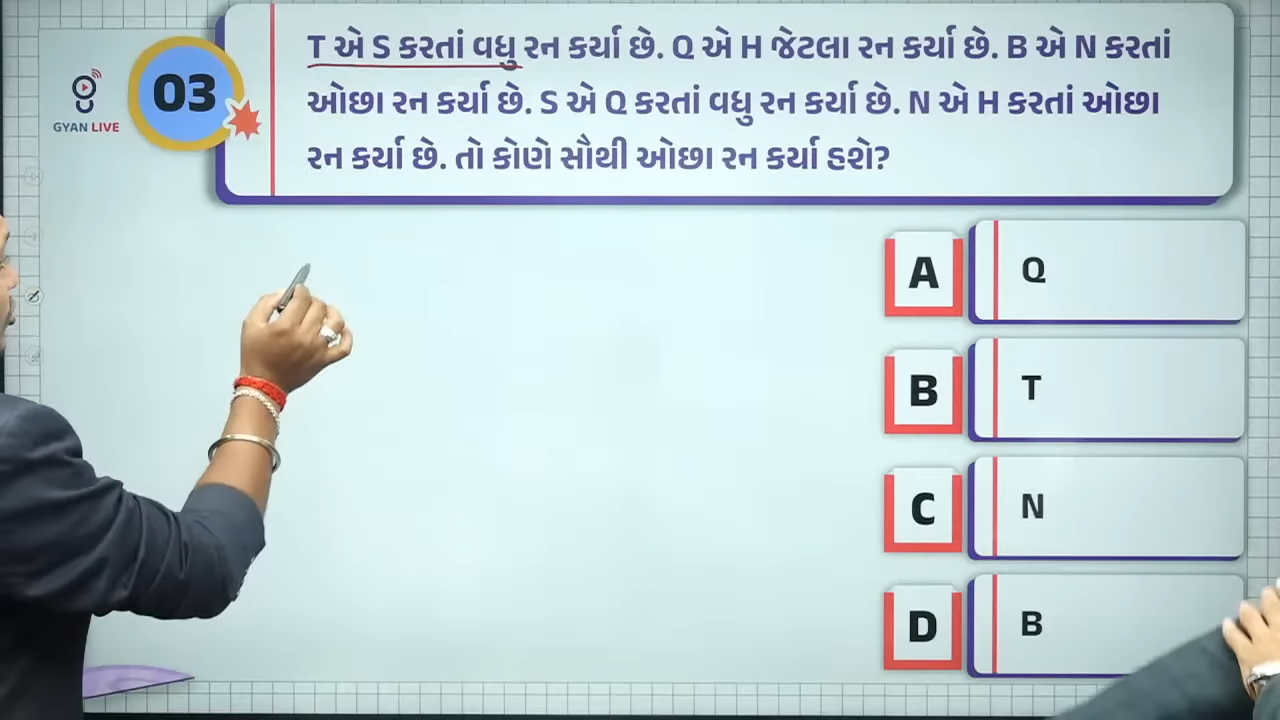 T એ S કરતાં વધુ રન કર્યા છે. Q એ H જેટલા રન કર્યા છે. B એ N કરતાં
ઓછા રન કર્યા છે. S એ Q કરતાં વધુ રન કર્યા છે. N એ H કરતાં ઓછા
રન કર્યા છે. તો કોણે સૌથી ઓછા રન કર્યા હશે?
03
GYAN LIVE
A Q
B T
C N
D B